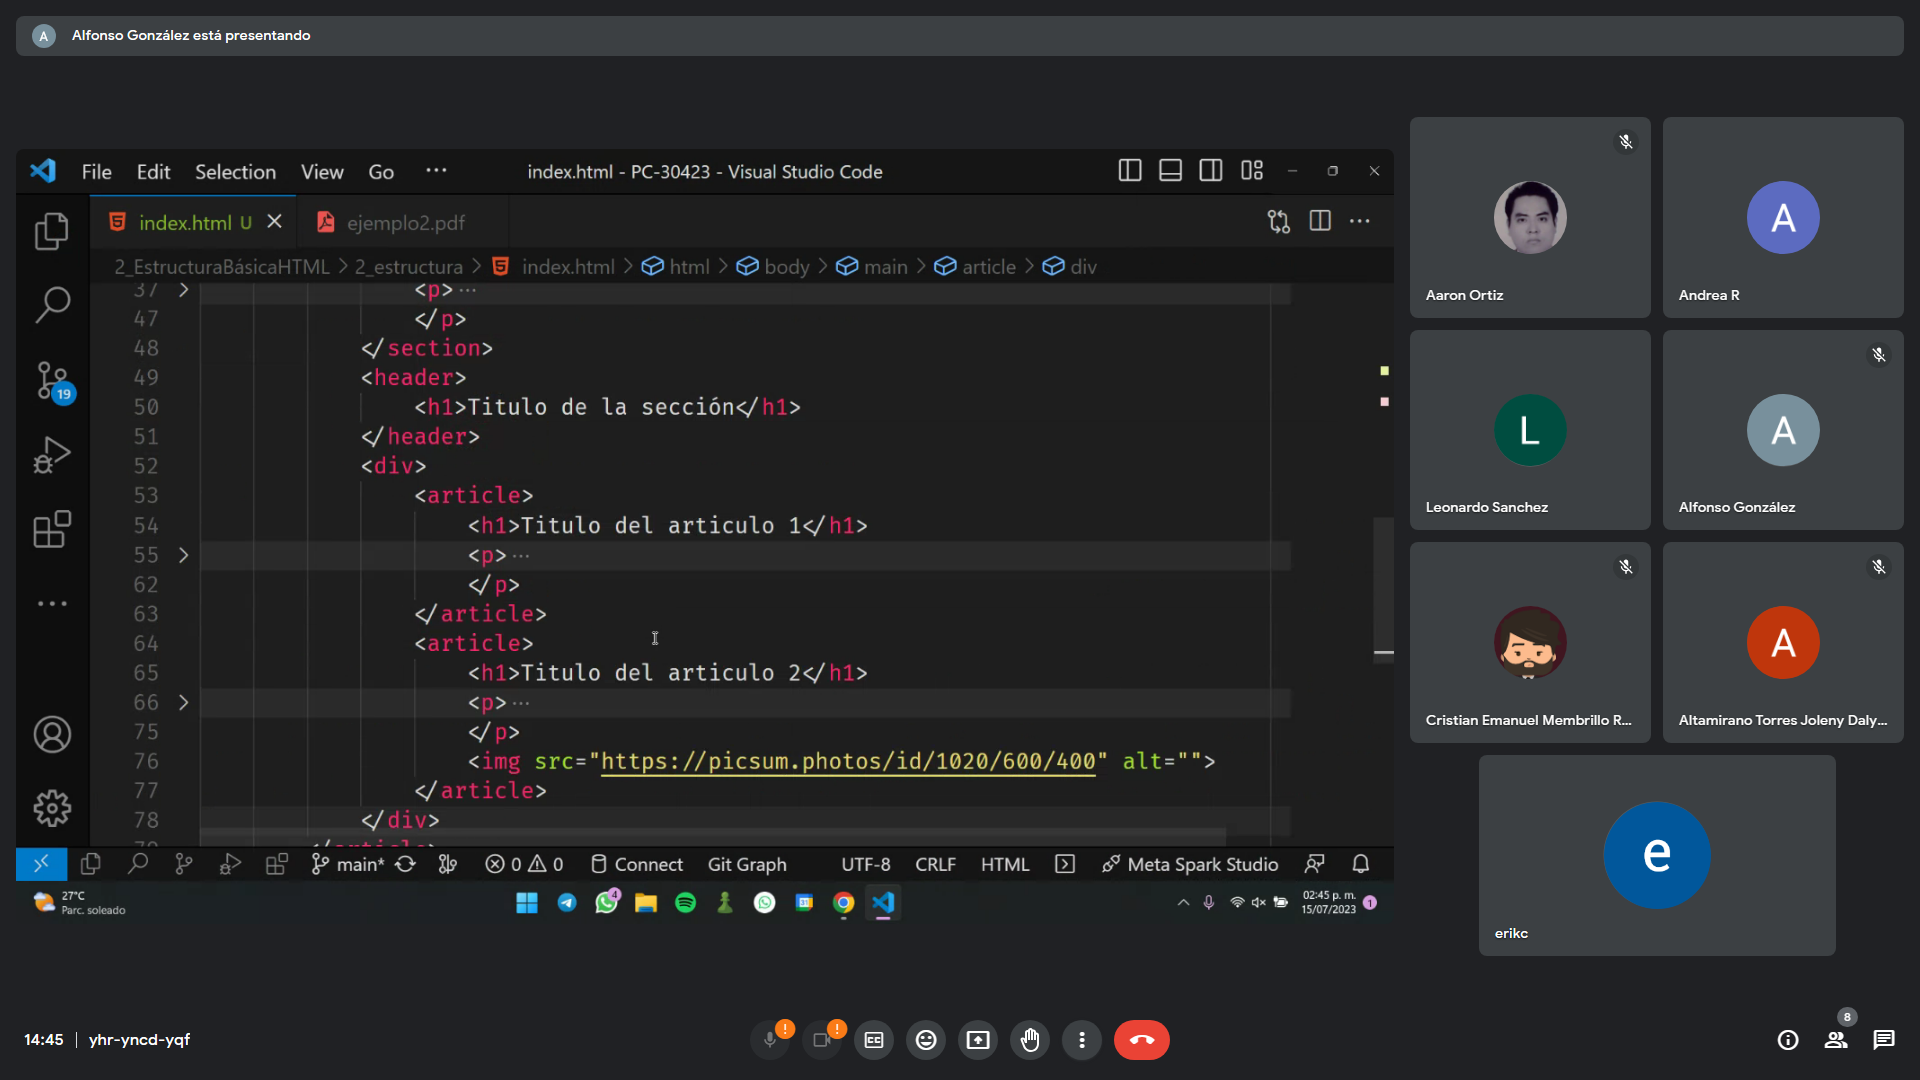 A Alfonso González está presentando
File Edit Selection View Go ··· index.html - PC-30423 - Visual Studio Code
index.html U ejemplo2.pdf
2_EstructuraBásicaHTML > 2_estructura > index.html > html > body > main > article > div
37 <p>···
47 </p>
48 </section>
49 <header>
50 <h1>Titulo de la sección</h1>
51 </header>
52 <div>
53 <article>
54 <h1>Titulo del articulo 1</h1>
55 <p>···
62 </p>
63 </article>
64 <article>
65 <h1>Titulo del articulo 2</h1>
66 <p>···
75 </p>
76 <img src="https://picsum.photos/id/1020/600/400" alt="">
77 </article>
78 </div>
79 </article>
19
main* 0 0 Connect Git Graph UTF-8 CRLF HTML Meta Spark Studio
27°C
Parc. soleado
4
02:45 p. m.
15/07/2023
1
Aaron Ortiz
A
Andrea R
L
Leonardo Sanchez
A
Alfonso González
Cristian Emanuel Membrillo R...
A
Altamirano Torres Joleny Daly...
e
erikc
14:45 | yhr-yncd-yqf
! ! CC
8